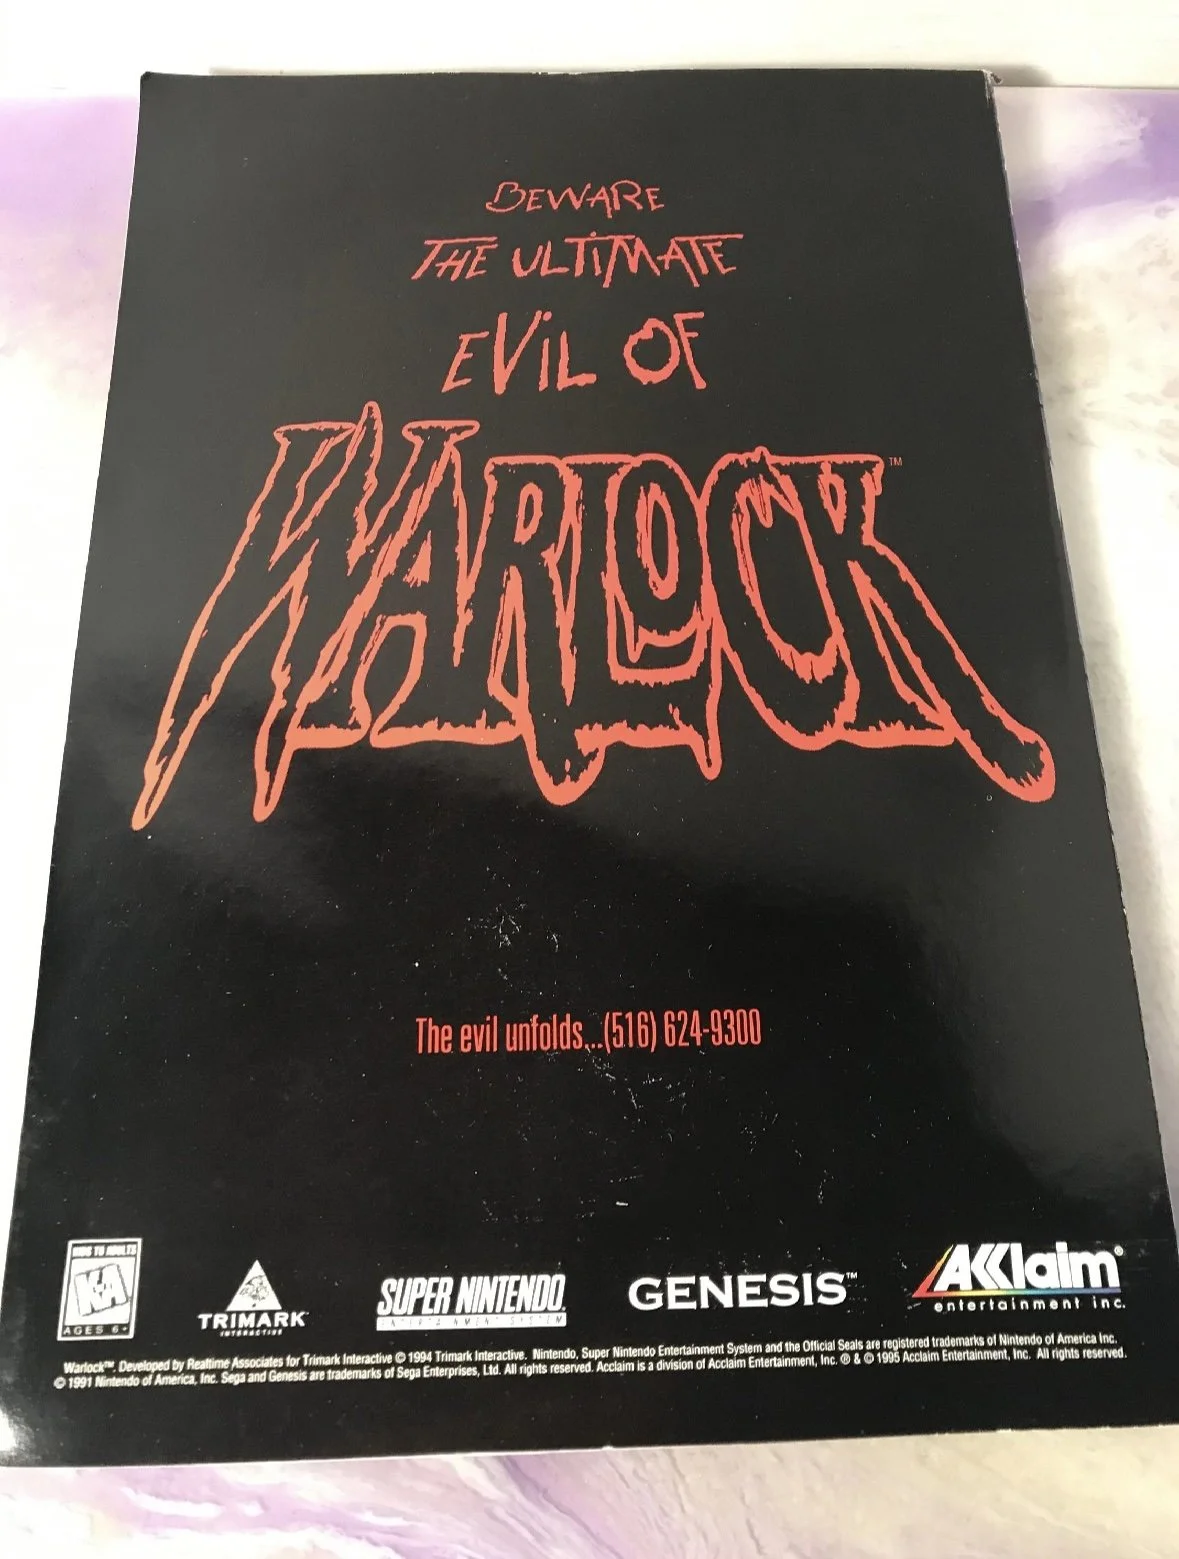 BEWARE
THE ULTIMATE
EVIL OF
WARLOCK™
The evil unfolds...(516) 624-9300
KIDS TO ADULTS
K-A
AGES 6+
TRIMARK
INTERACTIVE
SUPER NINTENDO
ENTERTAINMENT SYSTEM
GENESIS™
AKKlaim®
entertainment inc.
Warlock™. Developed by Realtime Associates for Trimark Interactive © 1994 Trimark Interactive. Nintendo, Super Nintendo Entertainment System and the Official Seals are registered trademarks of Nintendo of America Inc.
© 1991 Nintendo of America, Inc. Sega and Genesis are trademarks of Sega Enterprises, Ltd. All rights reserved. Acclaim is a division of Acclaim Entertainment, Inc. ® & © 1995 Acclaim Entertainment, Inc. All rights reserved.